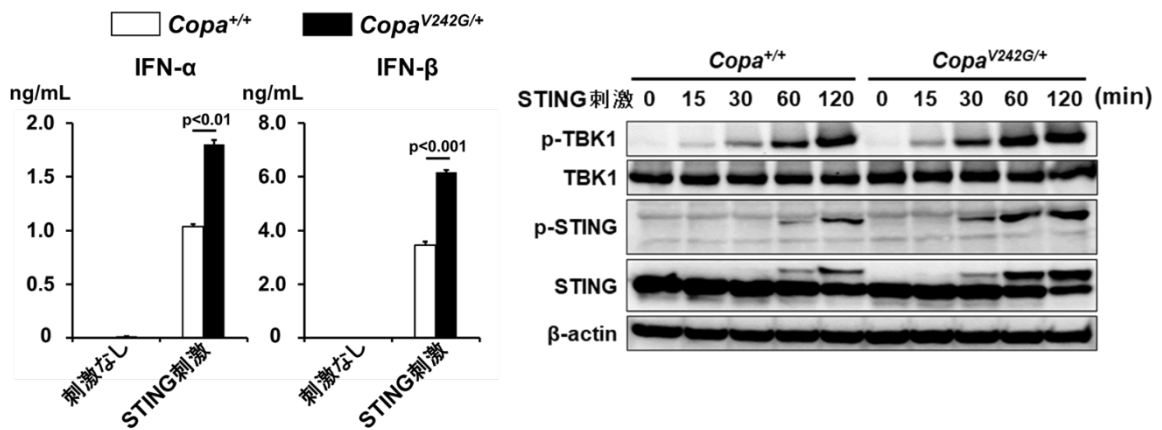 Copa+/+ CopaV242G/+
IFN-α
ng/mL
2.0
1.5
1.0
0.5
0
p<0.01
刺激なし
STING刺激
IFN-β
ng/mL
8.0
6.0
4.0
2.0
0
p<0.001
刺激なし
STING刺激
Copa+/+ CopaV242G/+
STING刺激 0 15 30 60 120 0 15 30 60 120 (min)
p-TBK1
TBK1
p-STING
STING
β-actin